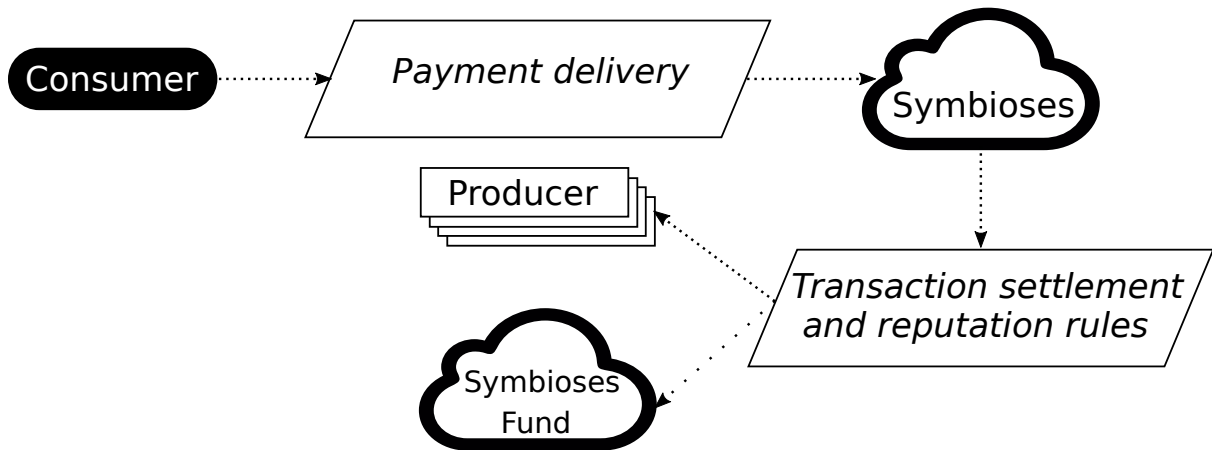 Consumer
Payment delivery
Symbioses
Producer
Transaction settlement
and reputation rules
Symbioses
Fund